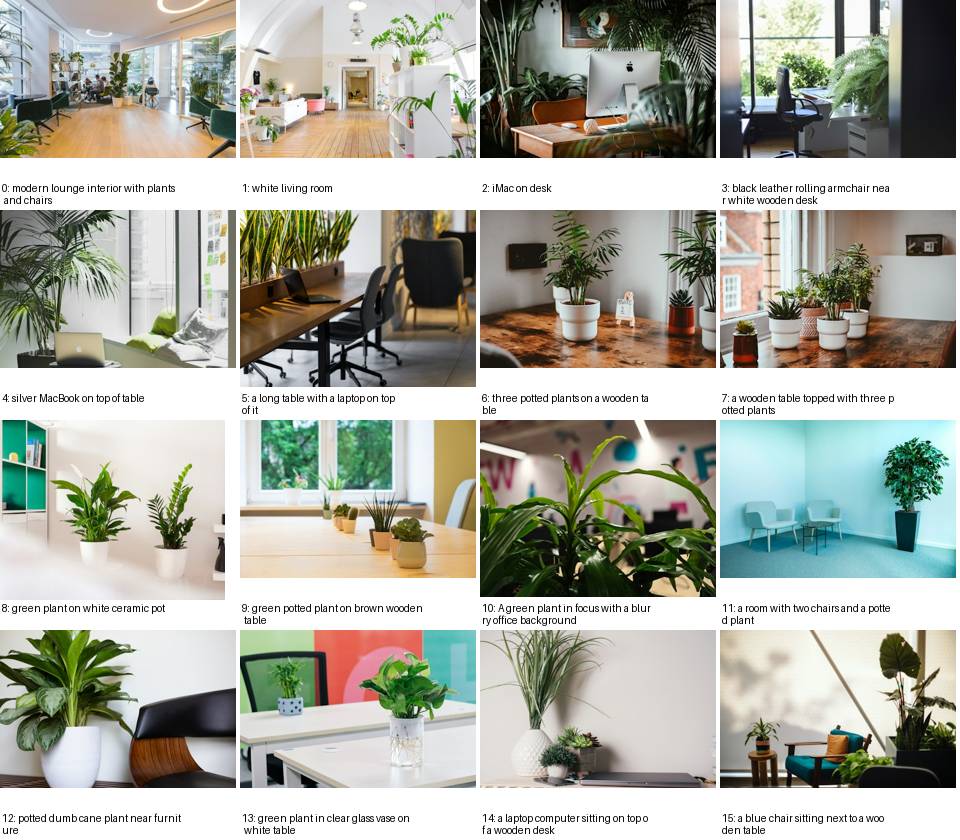 0: modern lounge interior with plants
and chairs
1: white living room
2: iMac on desk
3: black leather rolling armchair nea
r white wooden desk
4: silver MacBook on top of table
5: a long table with a laptop on top
of it
6: three potted plants on a wooden ta
ble
7: a wooden table topped with three p
otted plants
8: green plant on white ceramic pot
9: green potted plant on brown wooden
table
10: A green plant in focus with a blur
ry office background
11: a room with two chairs and a potte
d plant
12: potted dumb cane plant near furnit
ure
13: green plant in clear glass vase on
white table
14: a laptop computer sitting on top o
f a wooden desk
15: a blue chair sitting next to a woo
den table